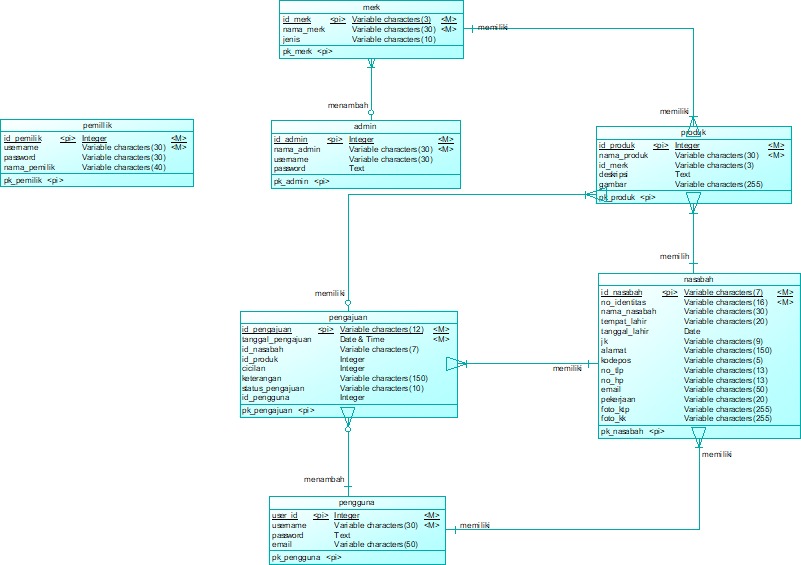 merk
id_merk <pi> Variable characters (3) <M>
nama_merk Variable characters (30) <M>
jenis Variable characters (10)
pk_merk <pi>
memiliki
menambah
memiliki
pemillik
id_pemilik <pi> Integer <M>
username Variable characters (30) <M>
password Variable characters (30)
nama_pemilik Variable characters (40)
pk_pemilik <pi>
admin
id_admin <pi> Integer <M>
nama_admin Variable characters (30) <M>
username Variable characters (30)
password Text
pk_admin <pi>
produk
id_produk <pi> Integer <M>
nama_produk Variable characters (30) <M>
id_merk Variable characters (3)
deskripsi Text
gambar Variable characters (255)
pk_produk <pi>
memilih
memiliki
nasabah
id_nasabah <pi> Variable characters (7) <M>
no_identitas Variable characters (16) <M>
nama_nasabah Variable characters (30)
tempat_lahir Variable characters (20)
tanggal_lahir Date
jk Variable characters (9)
alamat Variable characters (150)
kodepos Variable characters (5)
no_tlp Variable characters (13)
no_hp Variable characters (13)
email Variable characters (50)
pekerjaan Variable characters (20)
foto_ktp Variable characters (255)
foto_kk Variable characters (255)
pk_nasabah <pi>
pengajuan
id_pengajuan <pi> Variable characters (12) <M>
tanggal_pengajuan Date & Time <M>
id_nasabah Variable characters (7)
id_produk Integer
cicilan Integer
keterangan Variable characters (150)
status_pengajuan Variable characters (10)
id_pengguna Integer
pk_pengajuan <pi>
memiliki
memiliki
menambah
pengguna
user_id <pi> Integer <M>
username Variable characters (30) <M>
password Text
email Variable characters (50)
pk_pengguna <pi>
memiliki